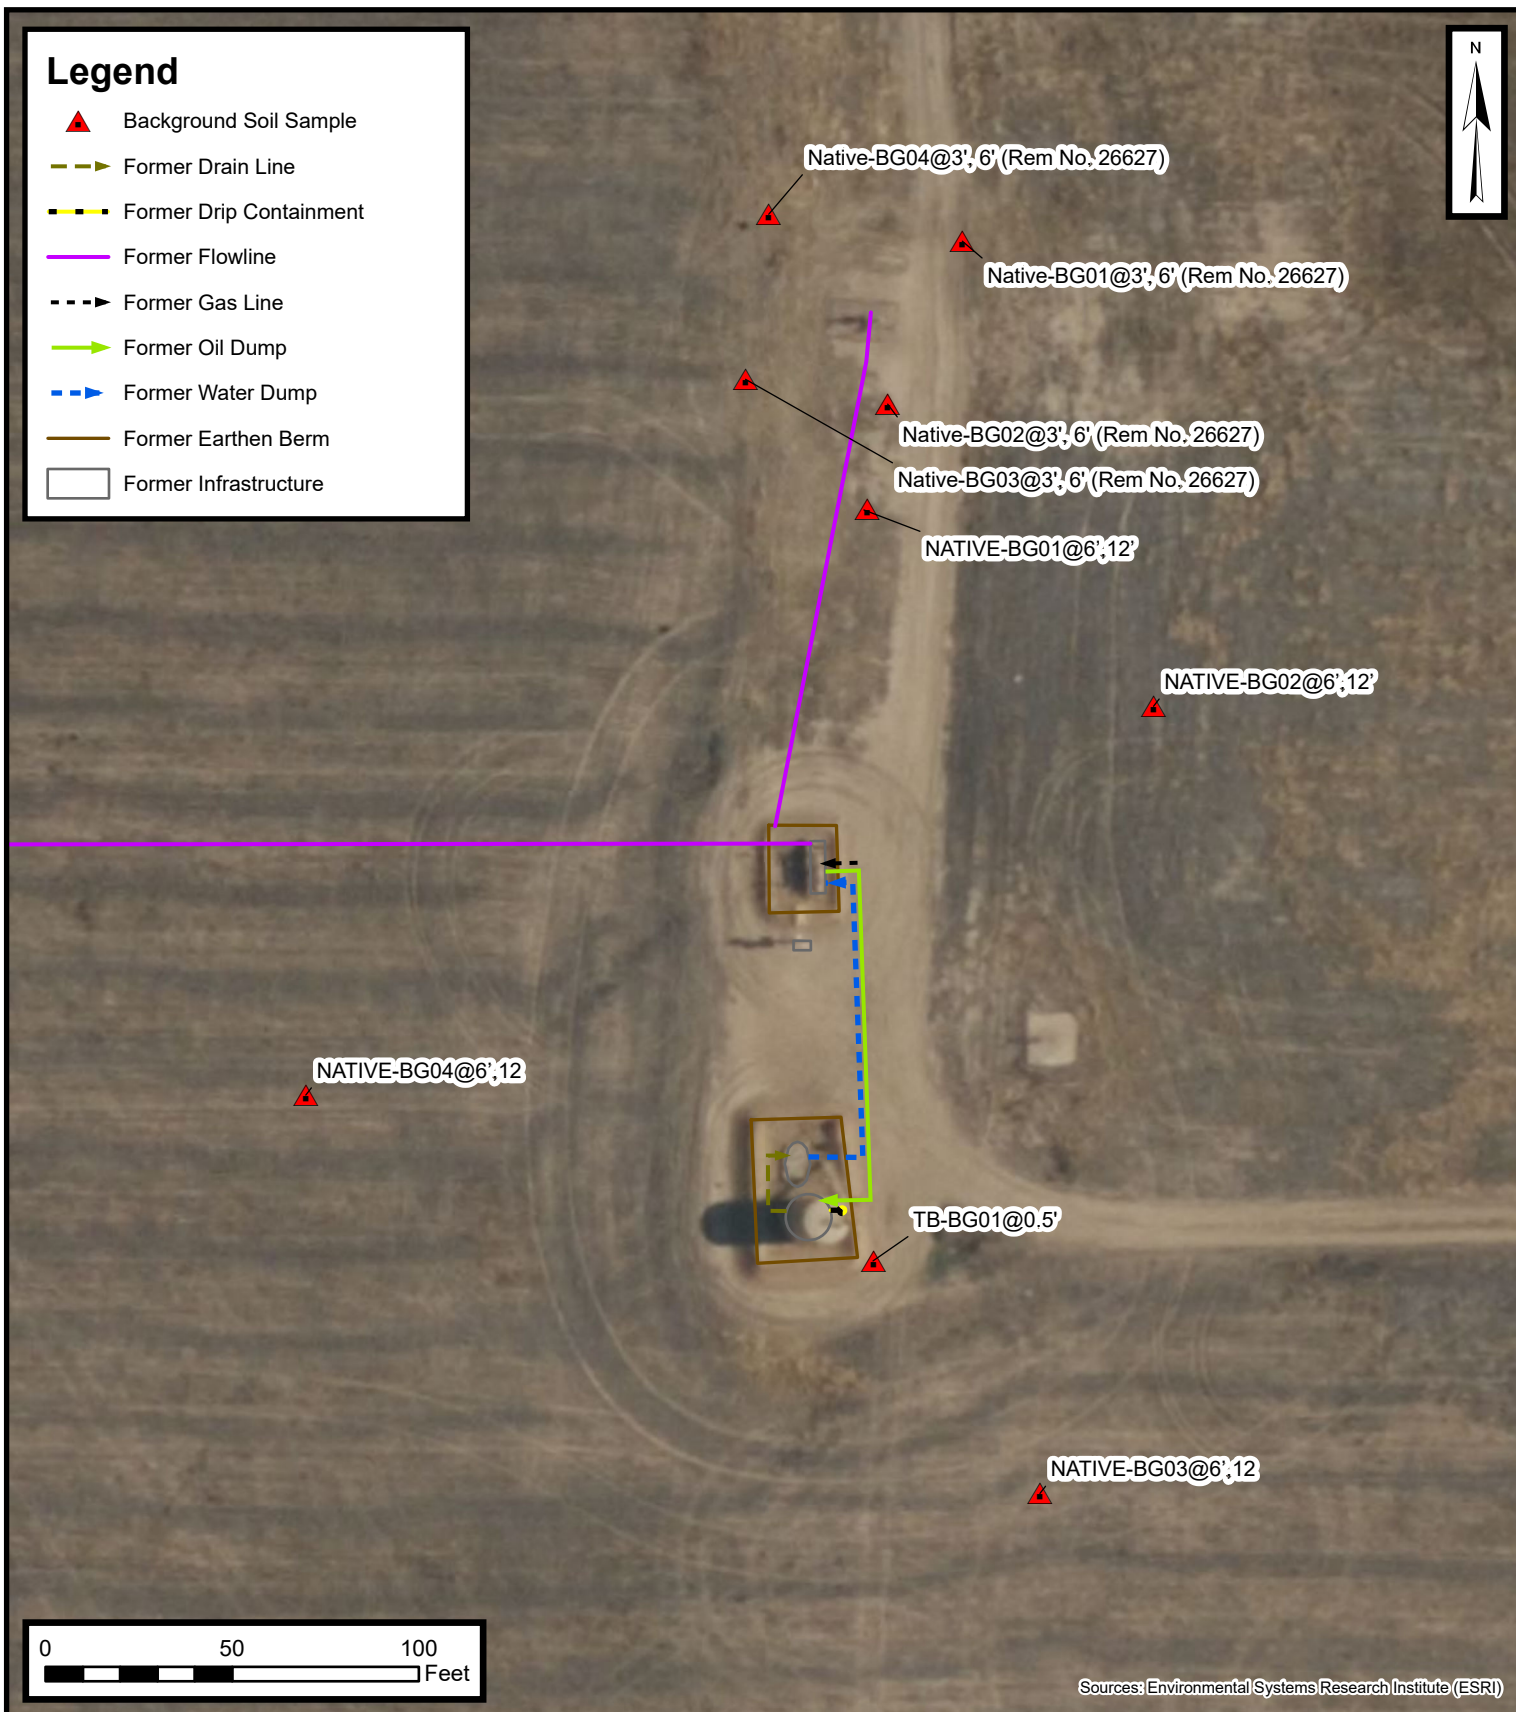 Legend
Background Soil Sample
Former Drain Line
Former Drip Containment
Former Flowline
Former Gas Line
Former Oil Dump
Former Water Dump
Former Earthen Berm
Former Infrastructure
N
Native-BG04@3', 6' (Rem No. 26627)
Native-BG01@3', 6' (Rem No. 26627)
Native-BG02@3', 6' (Rem No. 26627)
Native-BG03@3', 6' (Rem No. 26627)
NATIVE-BG01@6',12'
NATIVE-BG02@6',12'
NATIVE-BG04@6',12
TB-BG01@0.5'
NATIVE-BG03@6',12
0 50 100
Feet
Sources: Environmental Systems Research Institute (ESRI)